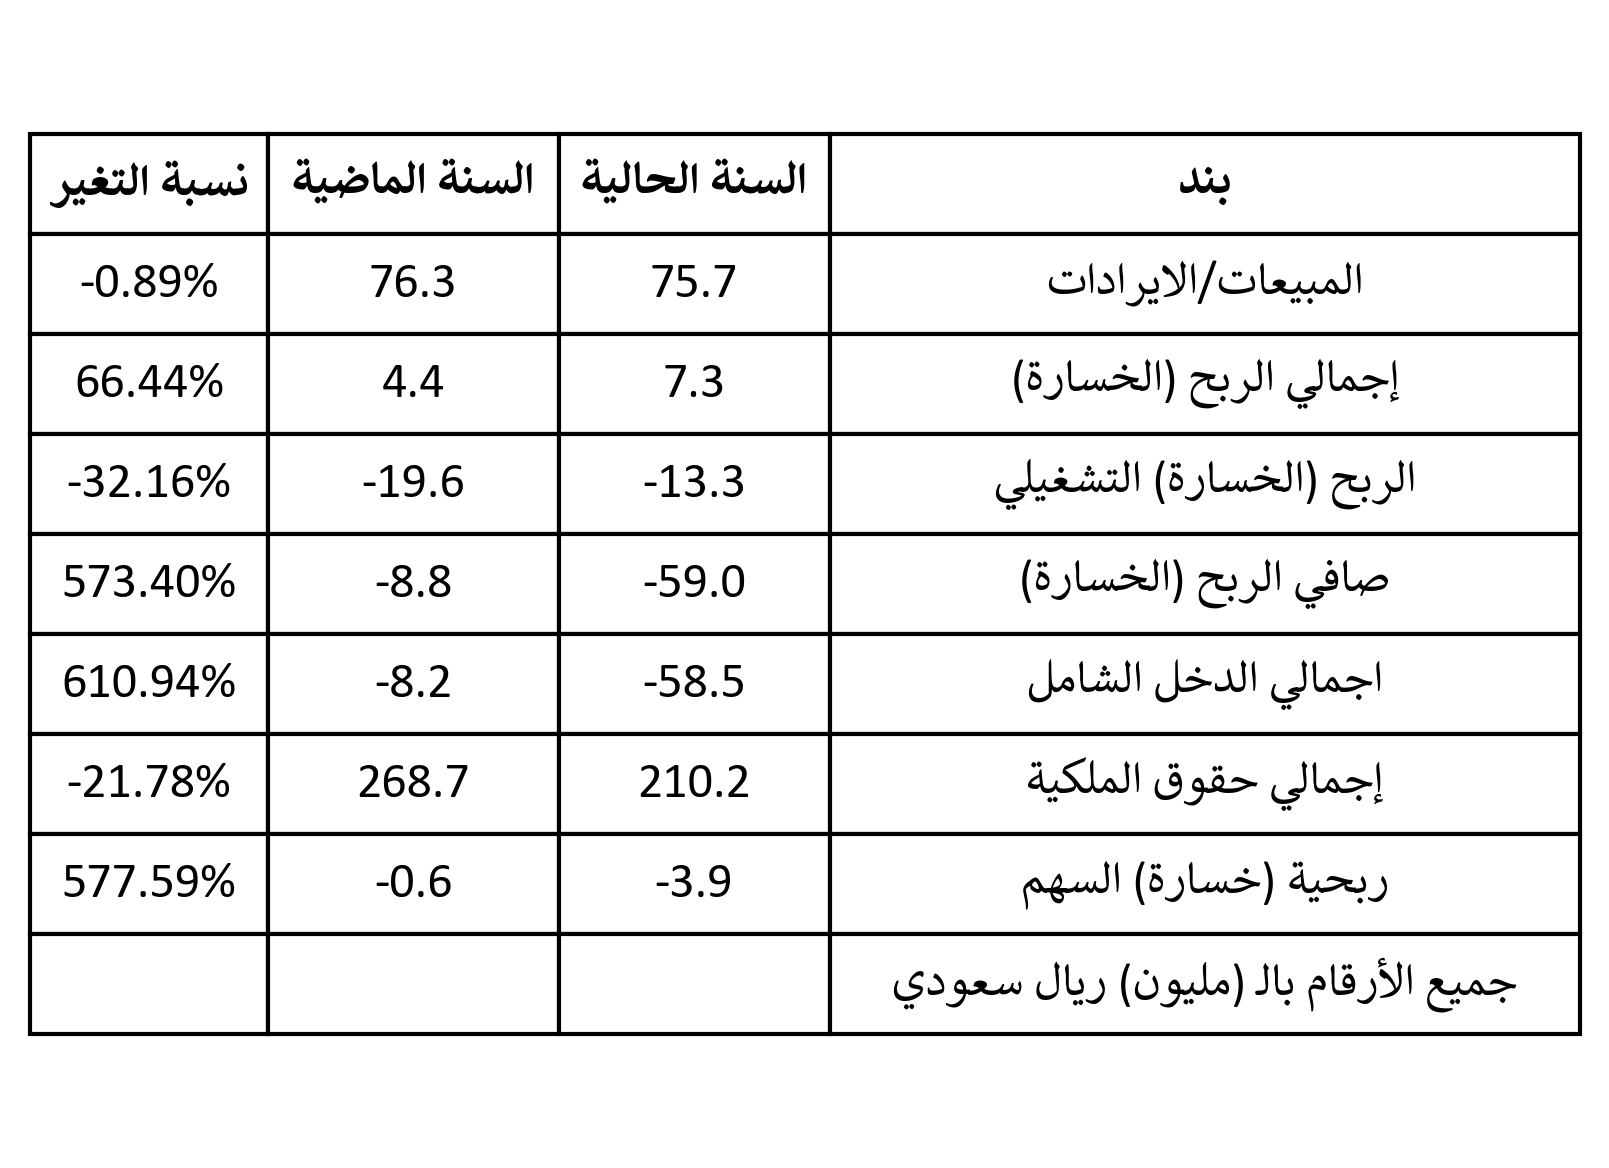 بند السنة الحالية السنة الماضية نسبة التغير
المبيعات/الايرادات 75.7 76.3 -0.89%
إجمالي الربح (الخسارة) 7.3 4.4 66.44%
الربح (الخسارة) التشغيلي -13.3 -19.6 -32.16%
صافي الربح (الخسارة) -59.0 -8.8 573.40%
اجمالي الدخل الشامل -58.5 -8.2 610.94%
إجمالي حقوق الملكية 210.2 268.7 -21.78%
ربحية (خسارة) السهم -3.9 -0.6 577.59%
جميع الأرقام بالـ (مليون) ريال سعودي